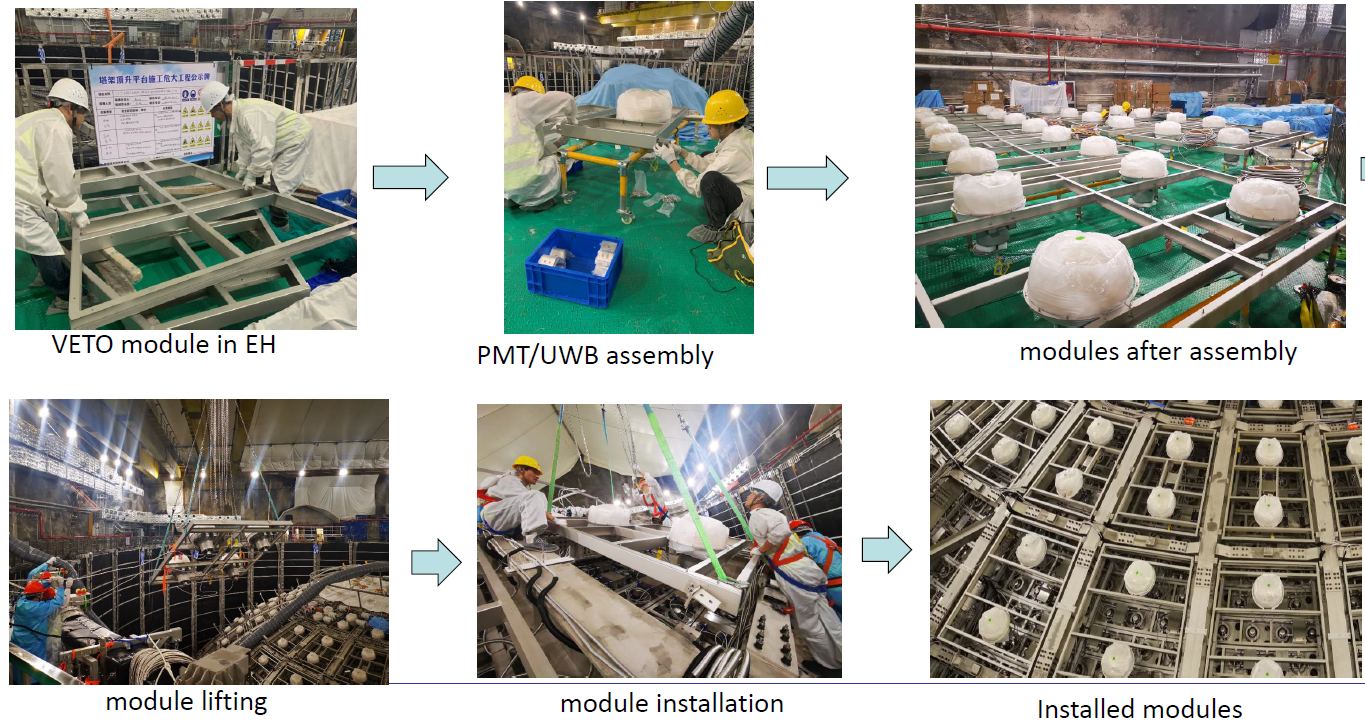 塔架顶升平台施工危大工程公示牌
VETO module in EH
PMT/UWB assembly
modules after assembly
module lifting
module installation
Installed modules